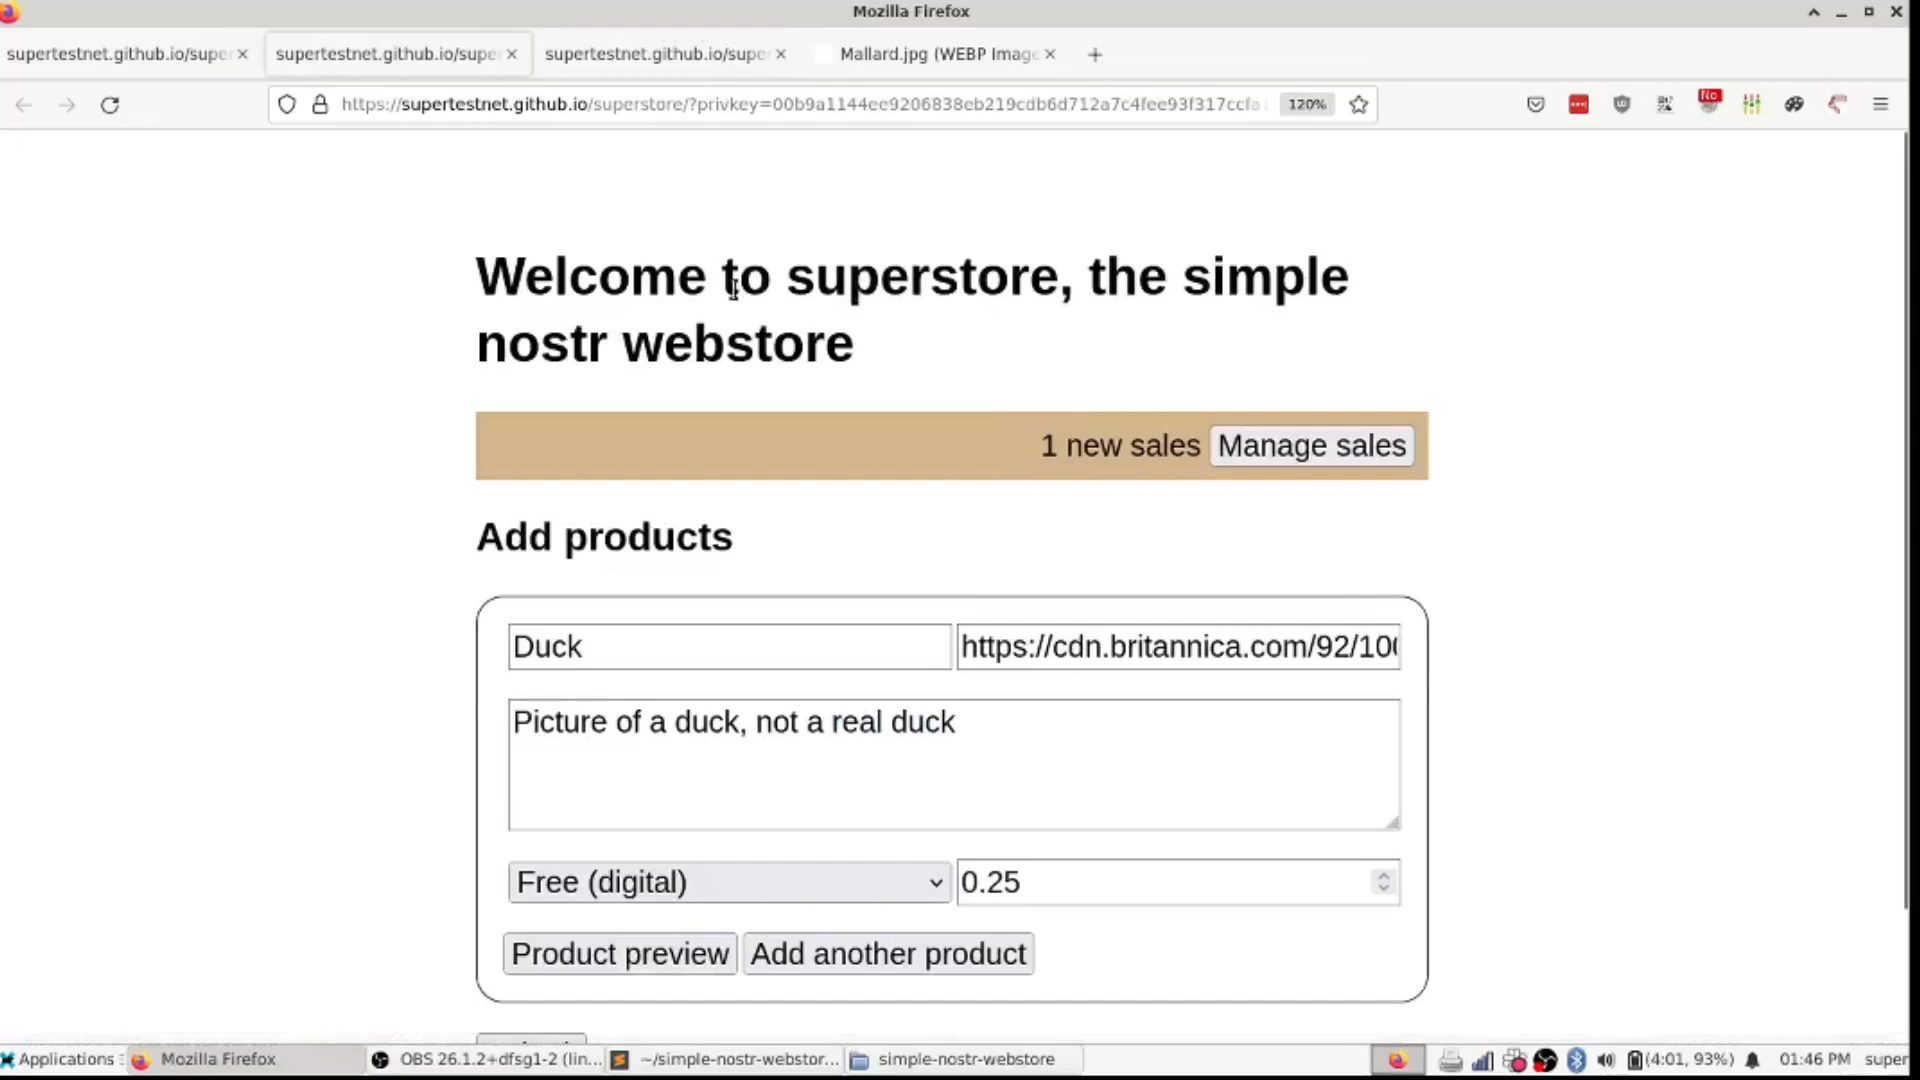 Mozilla Firefox
supertestnet.github.io/super
supertestnet.github.io/super
supertestnet.github.io/supe
Mallard.jpg (WEBP Image
https://supertestnet.github.io/superstore/?privkey=00b9a1144ee9206838eb219cdb6d712a7c4fee93f317ccfa
120%
No
Welcome to superstore, the simple
nostr webstore
1 new sales
Manage sales
Add products
Duck
https://cdn.britannica.com/92/10
Picture of a duck, not a real duck
Free (digital)
0.25
Product preview
Add another product
Applications
Mozilla Firefox
OBS 26.1.2+dfsg1-2 (lin...
~/simple-nostr-webstor...
simple-nostr-webstore
(4:01, 93%)
01:46 PM
super